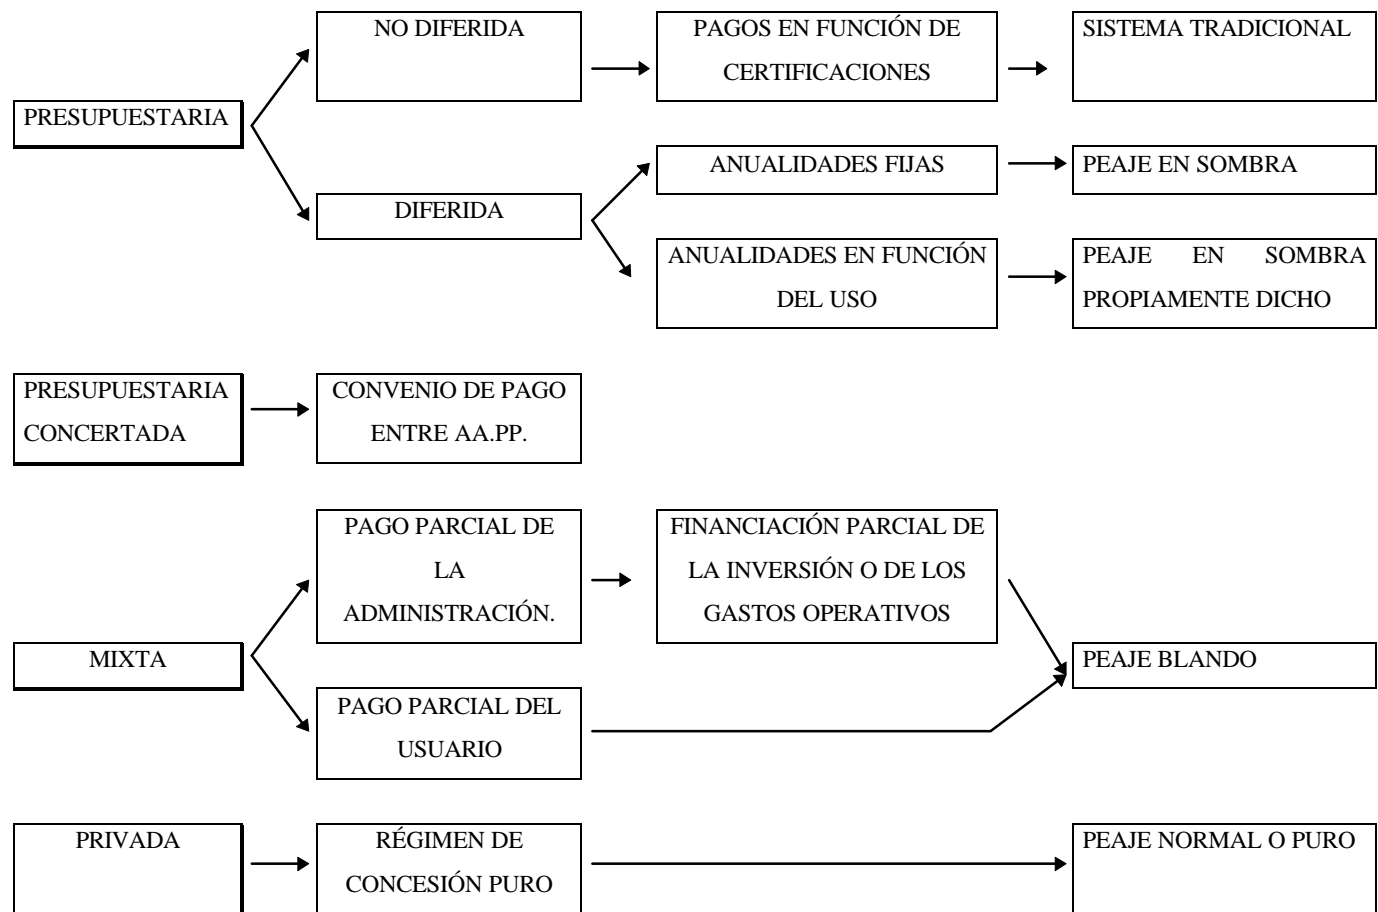 NO DIFERIDA
PAGOS EN FUNCIÓN DE
CERTIFICACIONES
SISTEMA TRADICIONAL
PRESUPUESTARIA
ANUALIDADES FIJAS
PEAJE EN SOMBRA
DIFERIDA
ANUALIDADES EN FUNCIÓN
DEL USO
PEAJE EN SOMBRA
PROPIAMENTE DICHO
PRESUPUESTARIA
CONCERTADA
CONVENIO DE PAGO
ENTRE AA.PP.
PAGO PARCIAL DE
LA
ADMINISTRACIÓN.
FINANCIACIÓN PARCIAL DE
LA INVERSIÓN O DE LOS
GASTOS OPERATIVOS
MIXTA
PEAJE BLANDO
PAGO PARCIAL DEL
USUARIO
PRIVADA
RÉGIMEN DE
CONCESIÓN PURO
PEAJE NORMAL O PURO